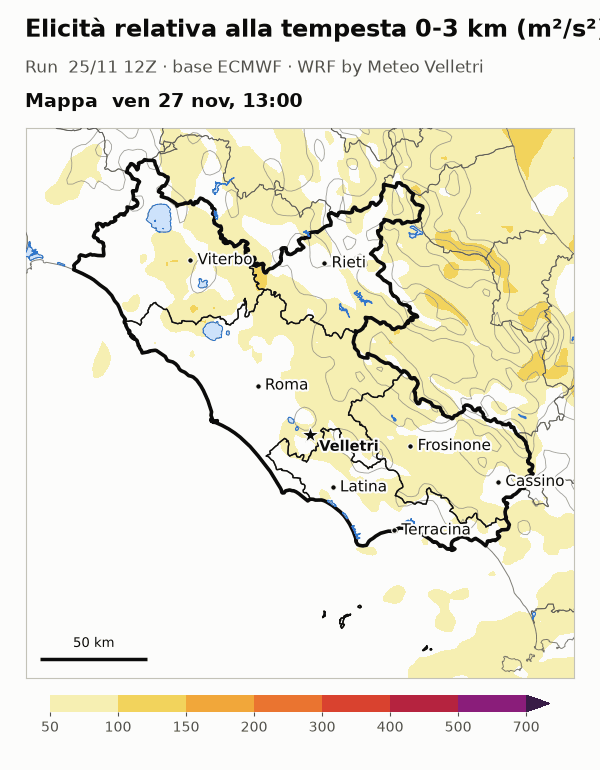 Elicità relativa alla tempesta 0-3 km (m²/s²)
Run 25/11 12Z · base ECMWF · WRF by Meteo Velletri
Mappa ven 27 nov, 13:00
Viterbo
Rieti
Roma
Velletri
Frosinone
Cassino
Latina
Terracina
50 km
50 100 150 200 300 400 500 700